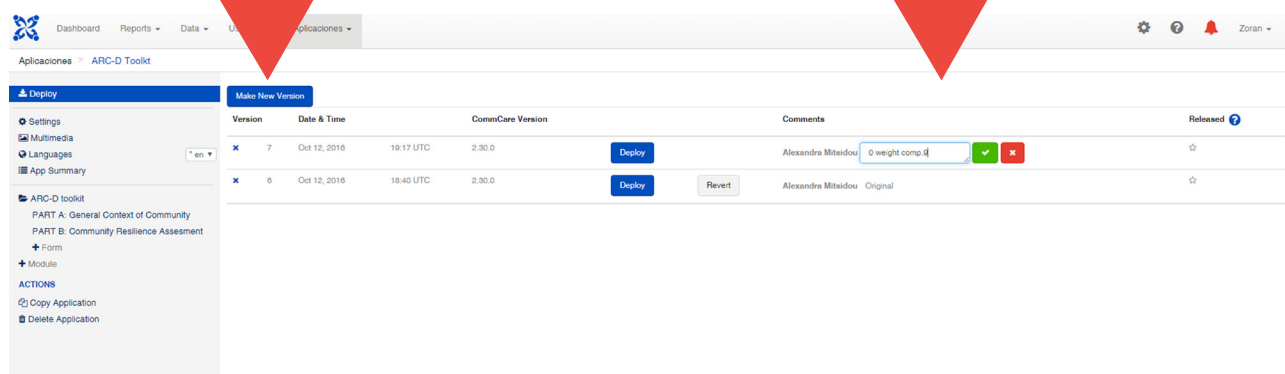 Dashboard Reports Data Aplicaciones Zoran
Aplicaciones > ARC-D Toolkt
Deploy
Make New Version
Settings
Multimedia
Languages * en
App Summary
ARC-D toolkit
PART A: General Context of Community
PART B: Community Resilience Assesment
+ Form
+ Module
ACTIONS
Copy Application
Delete Application
Version Date & Time CommCare Version Comments Released
7 Oct 12, 2016 19:17 UTC 2.30.0 Deploy Alexandra Mitsidou 0 weight comp.9
6 Oct 12, 2016 18:40 UTC 2.30.0 Deploy Revert Alexandra Mitsidou Original